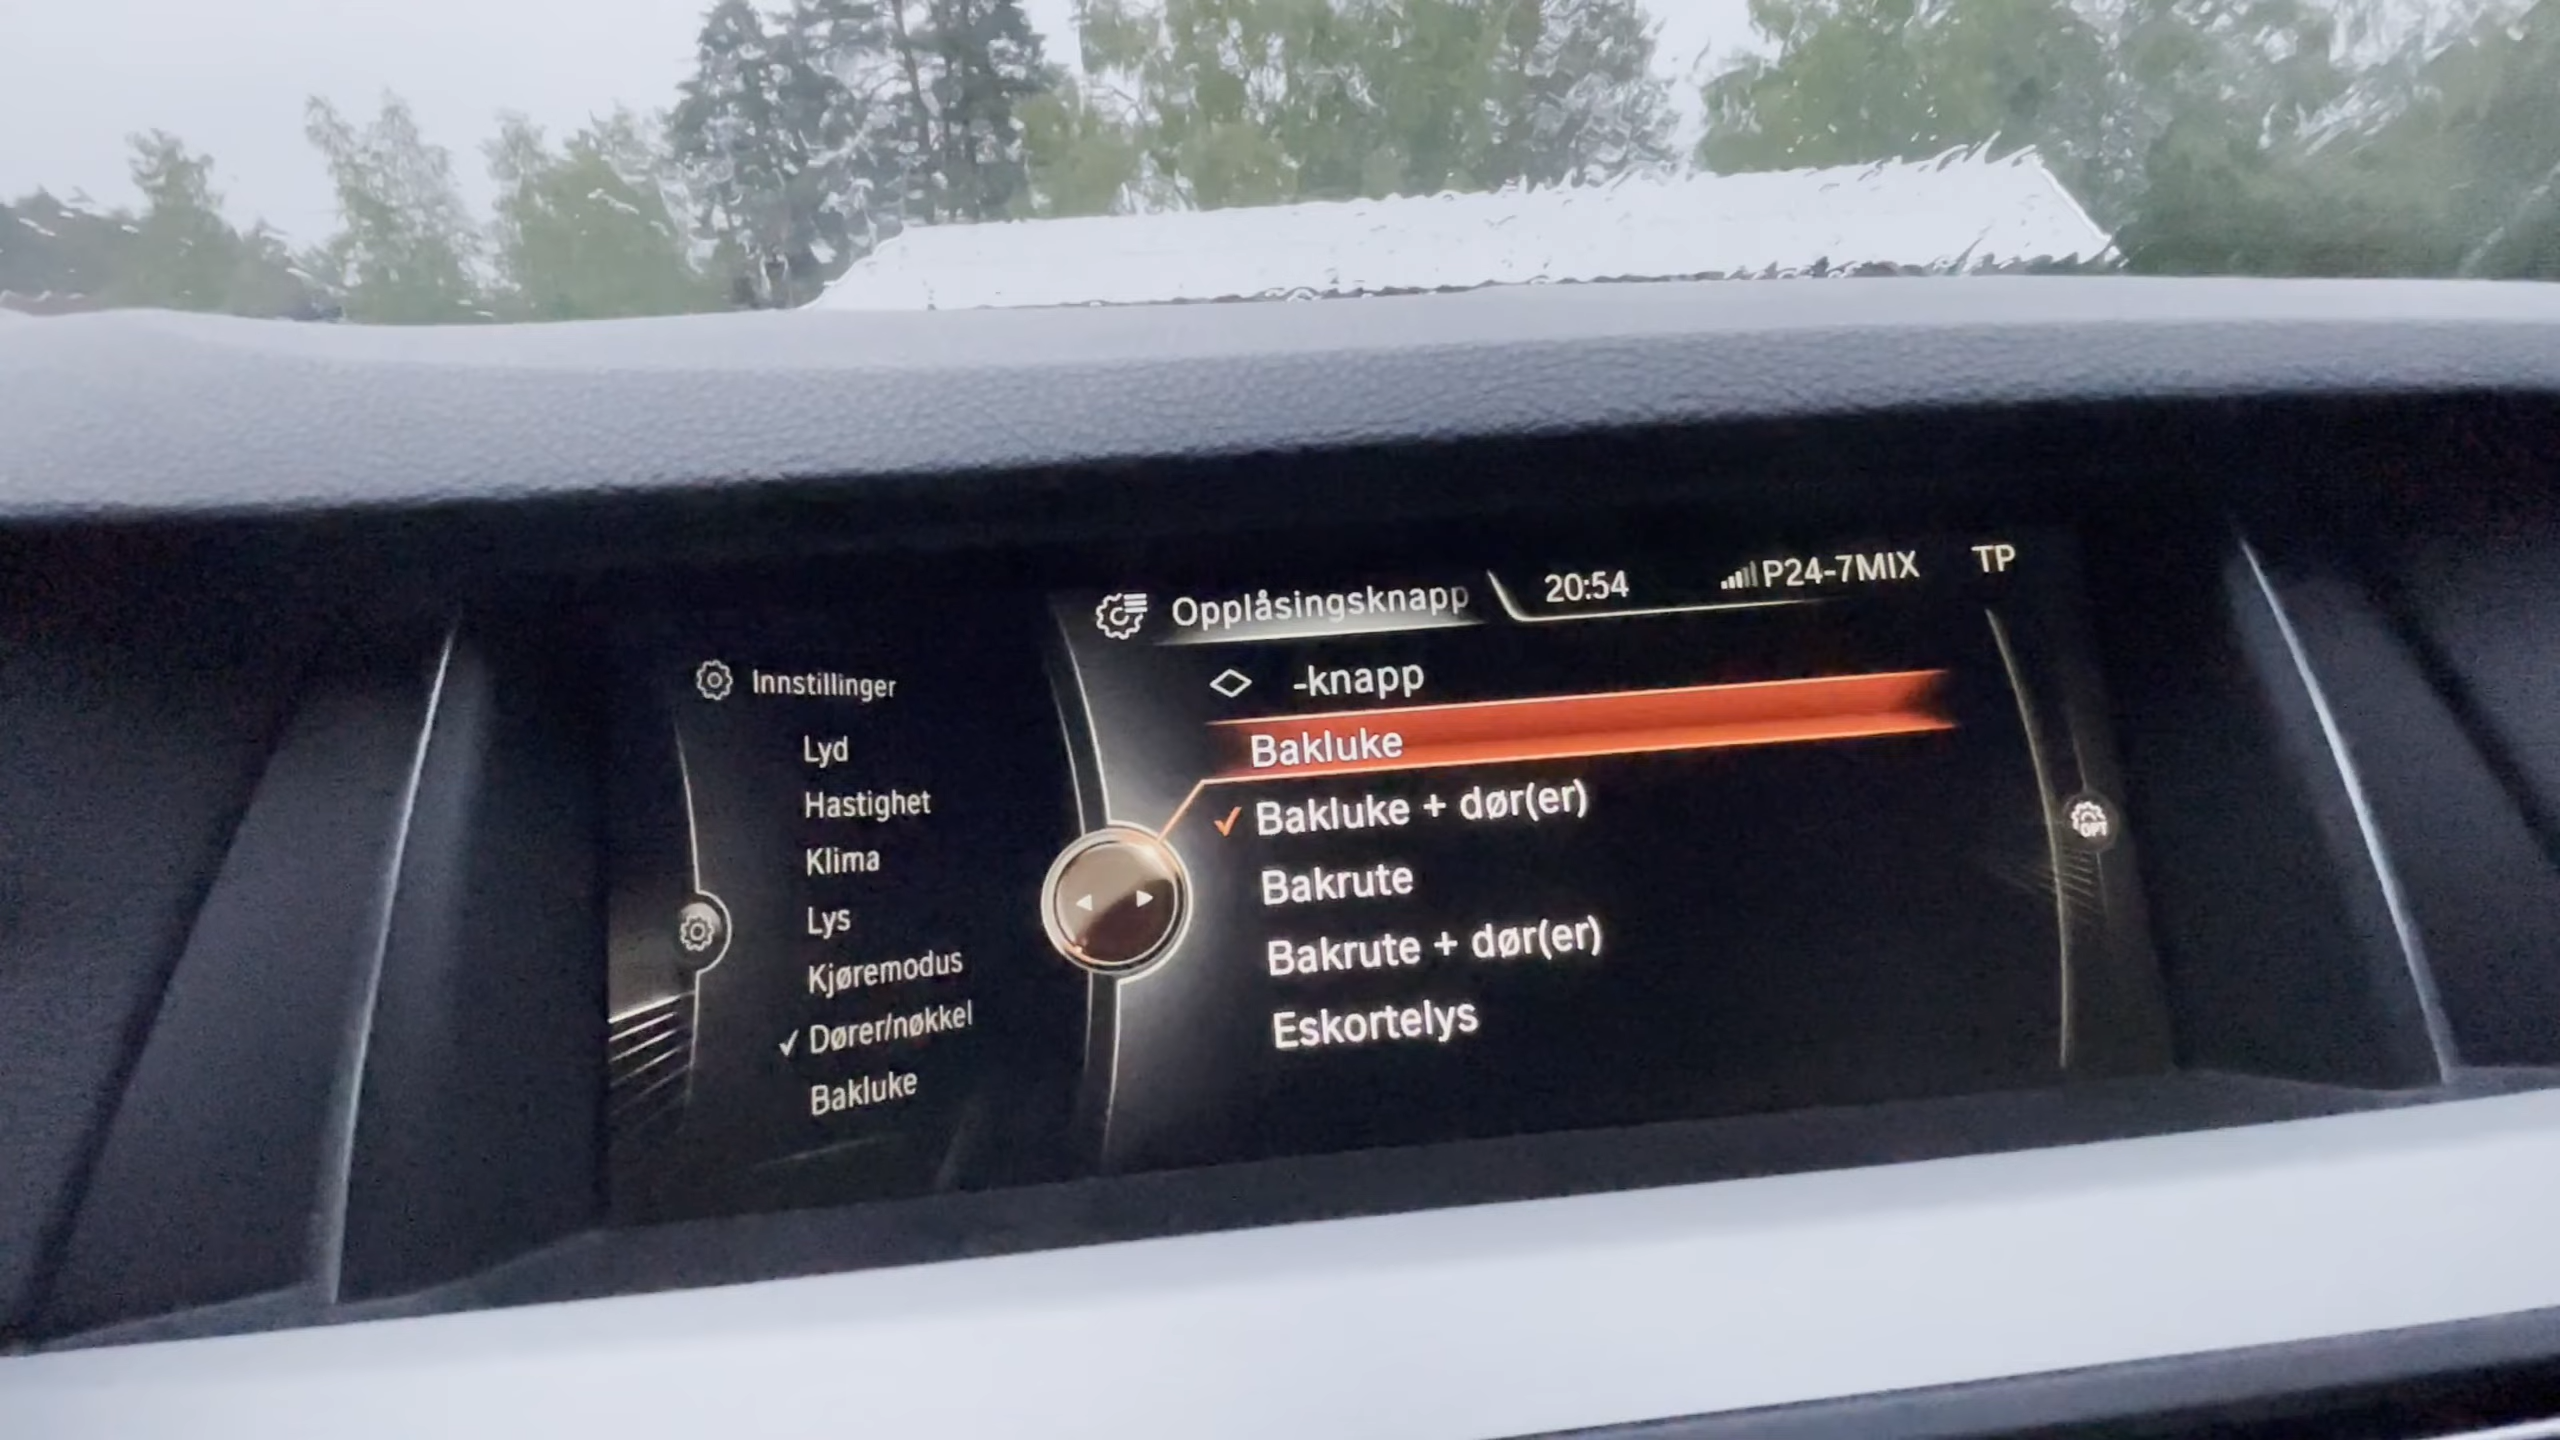 Opplåsingsknapp
20:54
P24-7MIX
TP
Innstillinger
Lyd
Hastighet
Klima
Lys
Kjøremodus
Dører/nøkkel
Bakluke
-knapp
Bakluke
Bakluke + dør(er)
Bakrute
Bakrute + dør(er)
Eskortelys
OPT